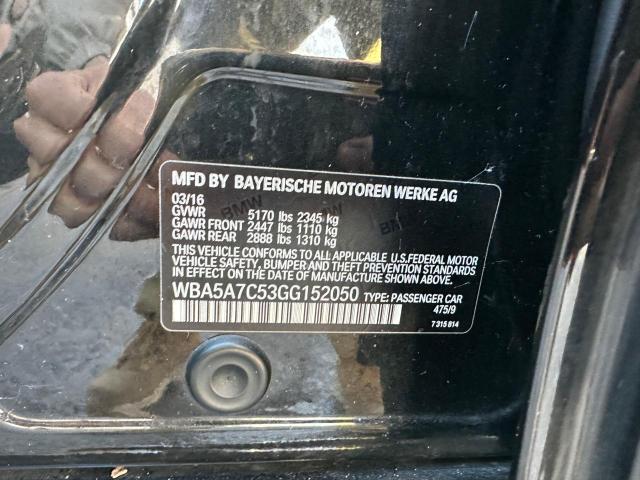 MFD BY BAYERISCHE MOTOREN WERKE AG
03/16
GVWR 5170 lbs 2345 kg
GAWR FRONT 2447 lbs 1110 kg
GAWR REAR 2888 lbs 1310 kg
THIS VEHICLE CONFORMS TO ALL APPLICABLE U.S.FEDERAL MOTOR
VEHICLE SAFETY, BUMPER, AND THEFT PREVENTION STANDARDS
IN EFFECT ON THE DATE OF MANUFACTURE SHOWN ABOVE.
WBA5A7C53GG152050 TYPE: PASSENGER CAR
475/9
7 315 814